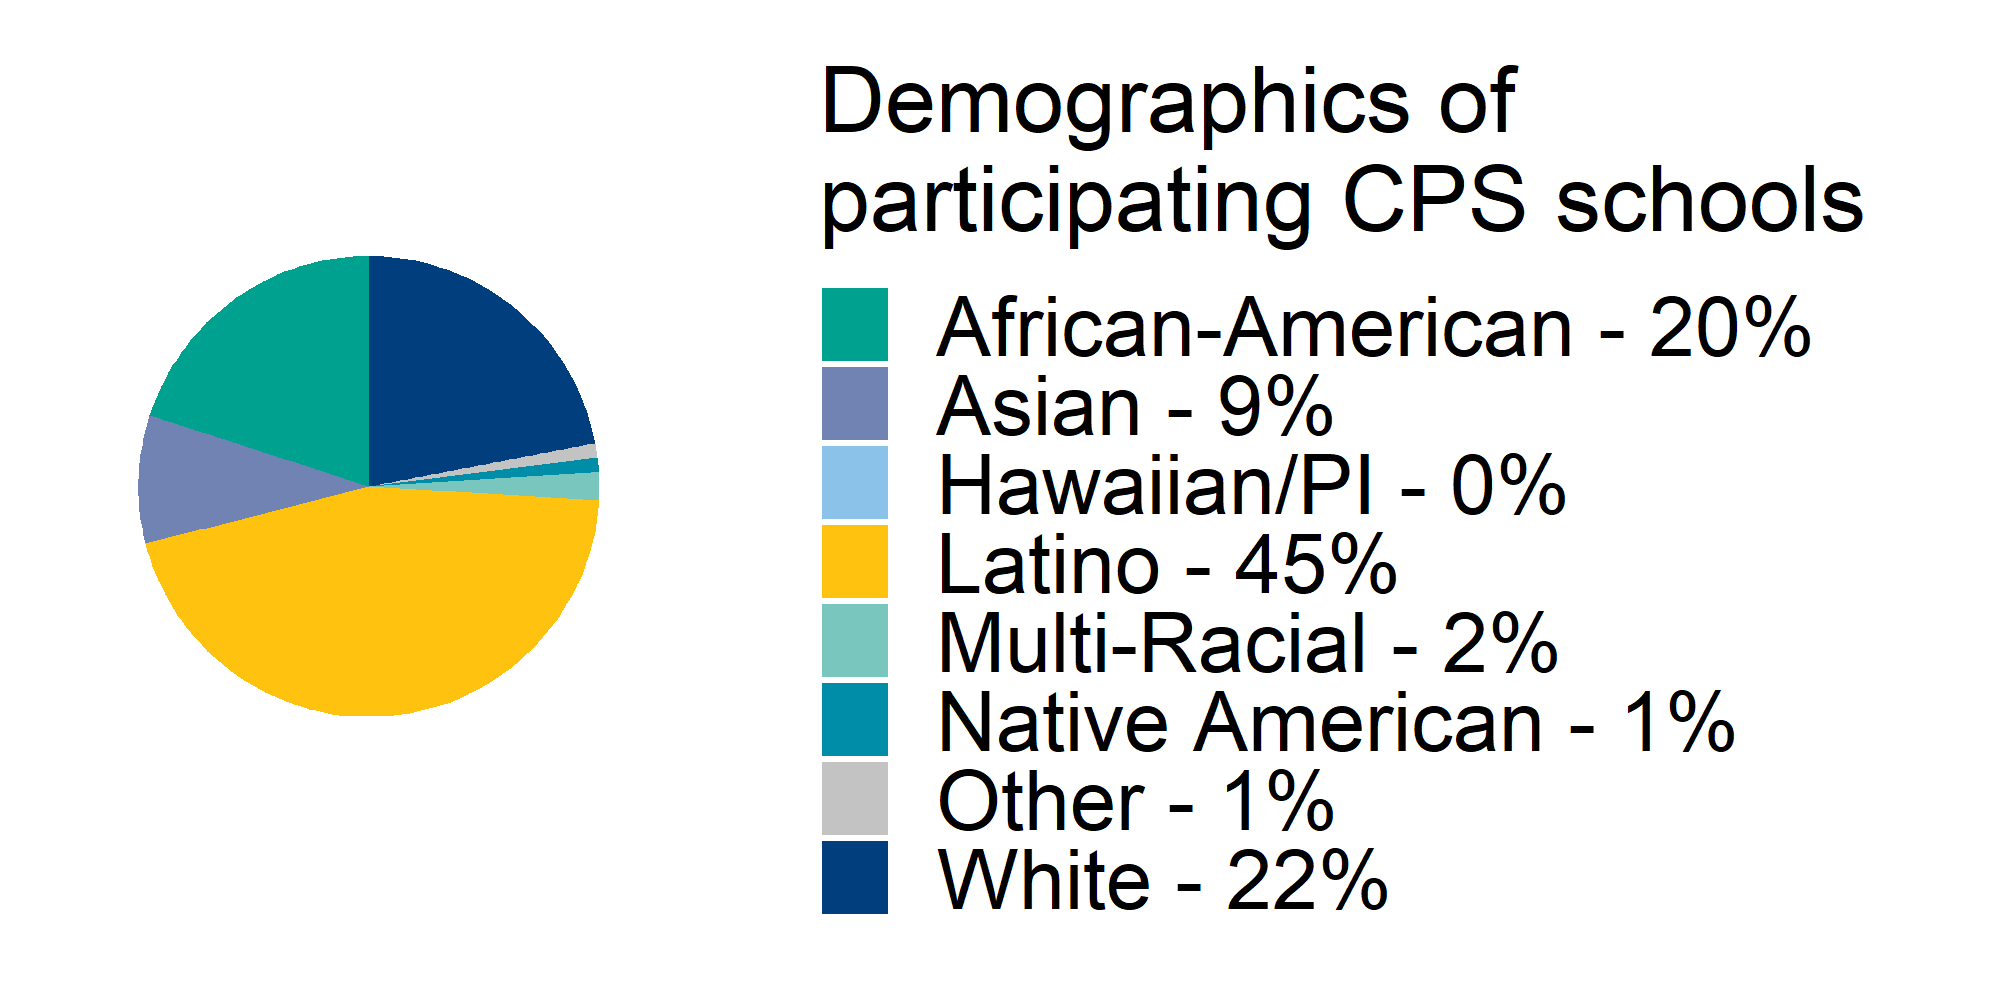 Demographics of
participating CPS schools
African-American - 20%
Asian - 9%
Hawaiian/PI - 0%
Latino - 45%
Multi-Racial - 2%
Native American - 1%
Other - 1%
White - 22%